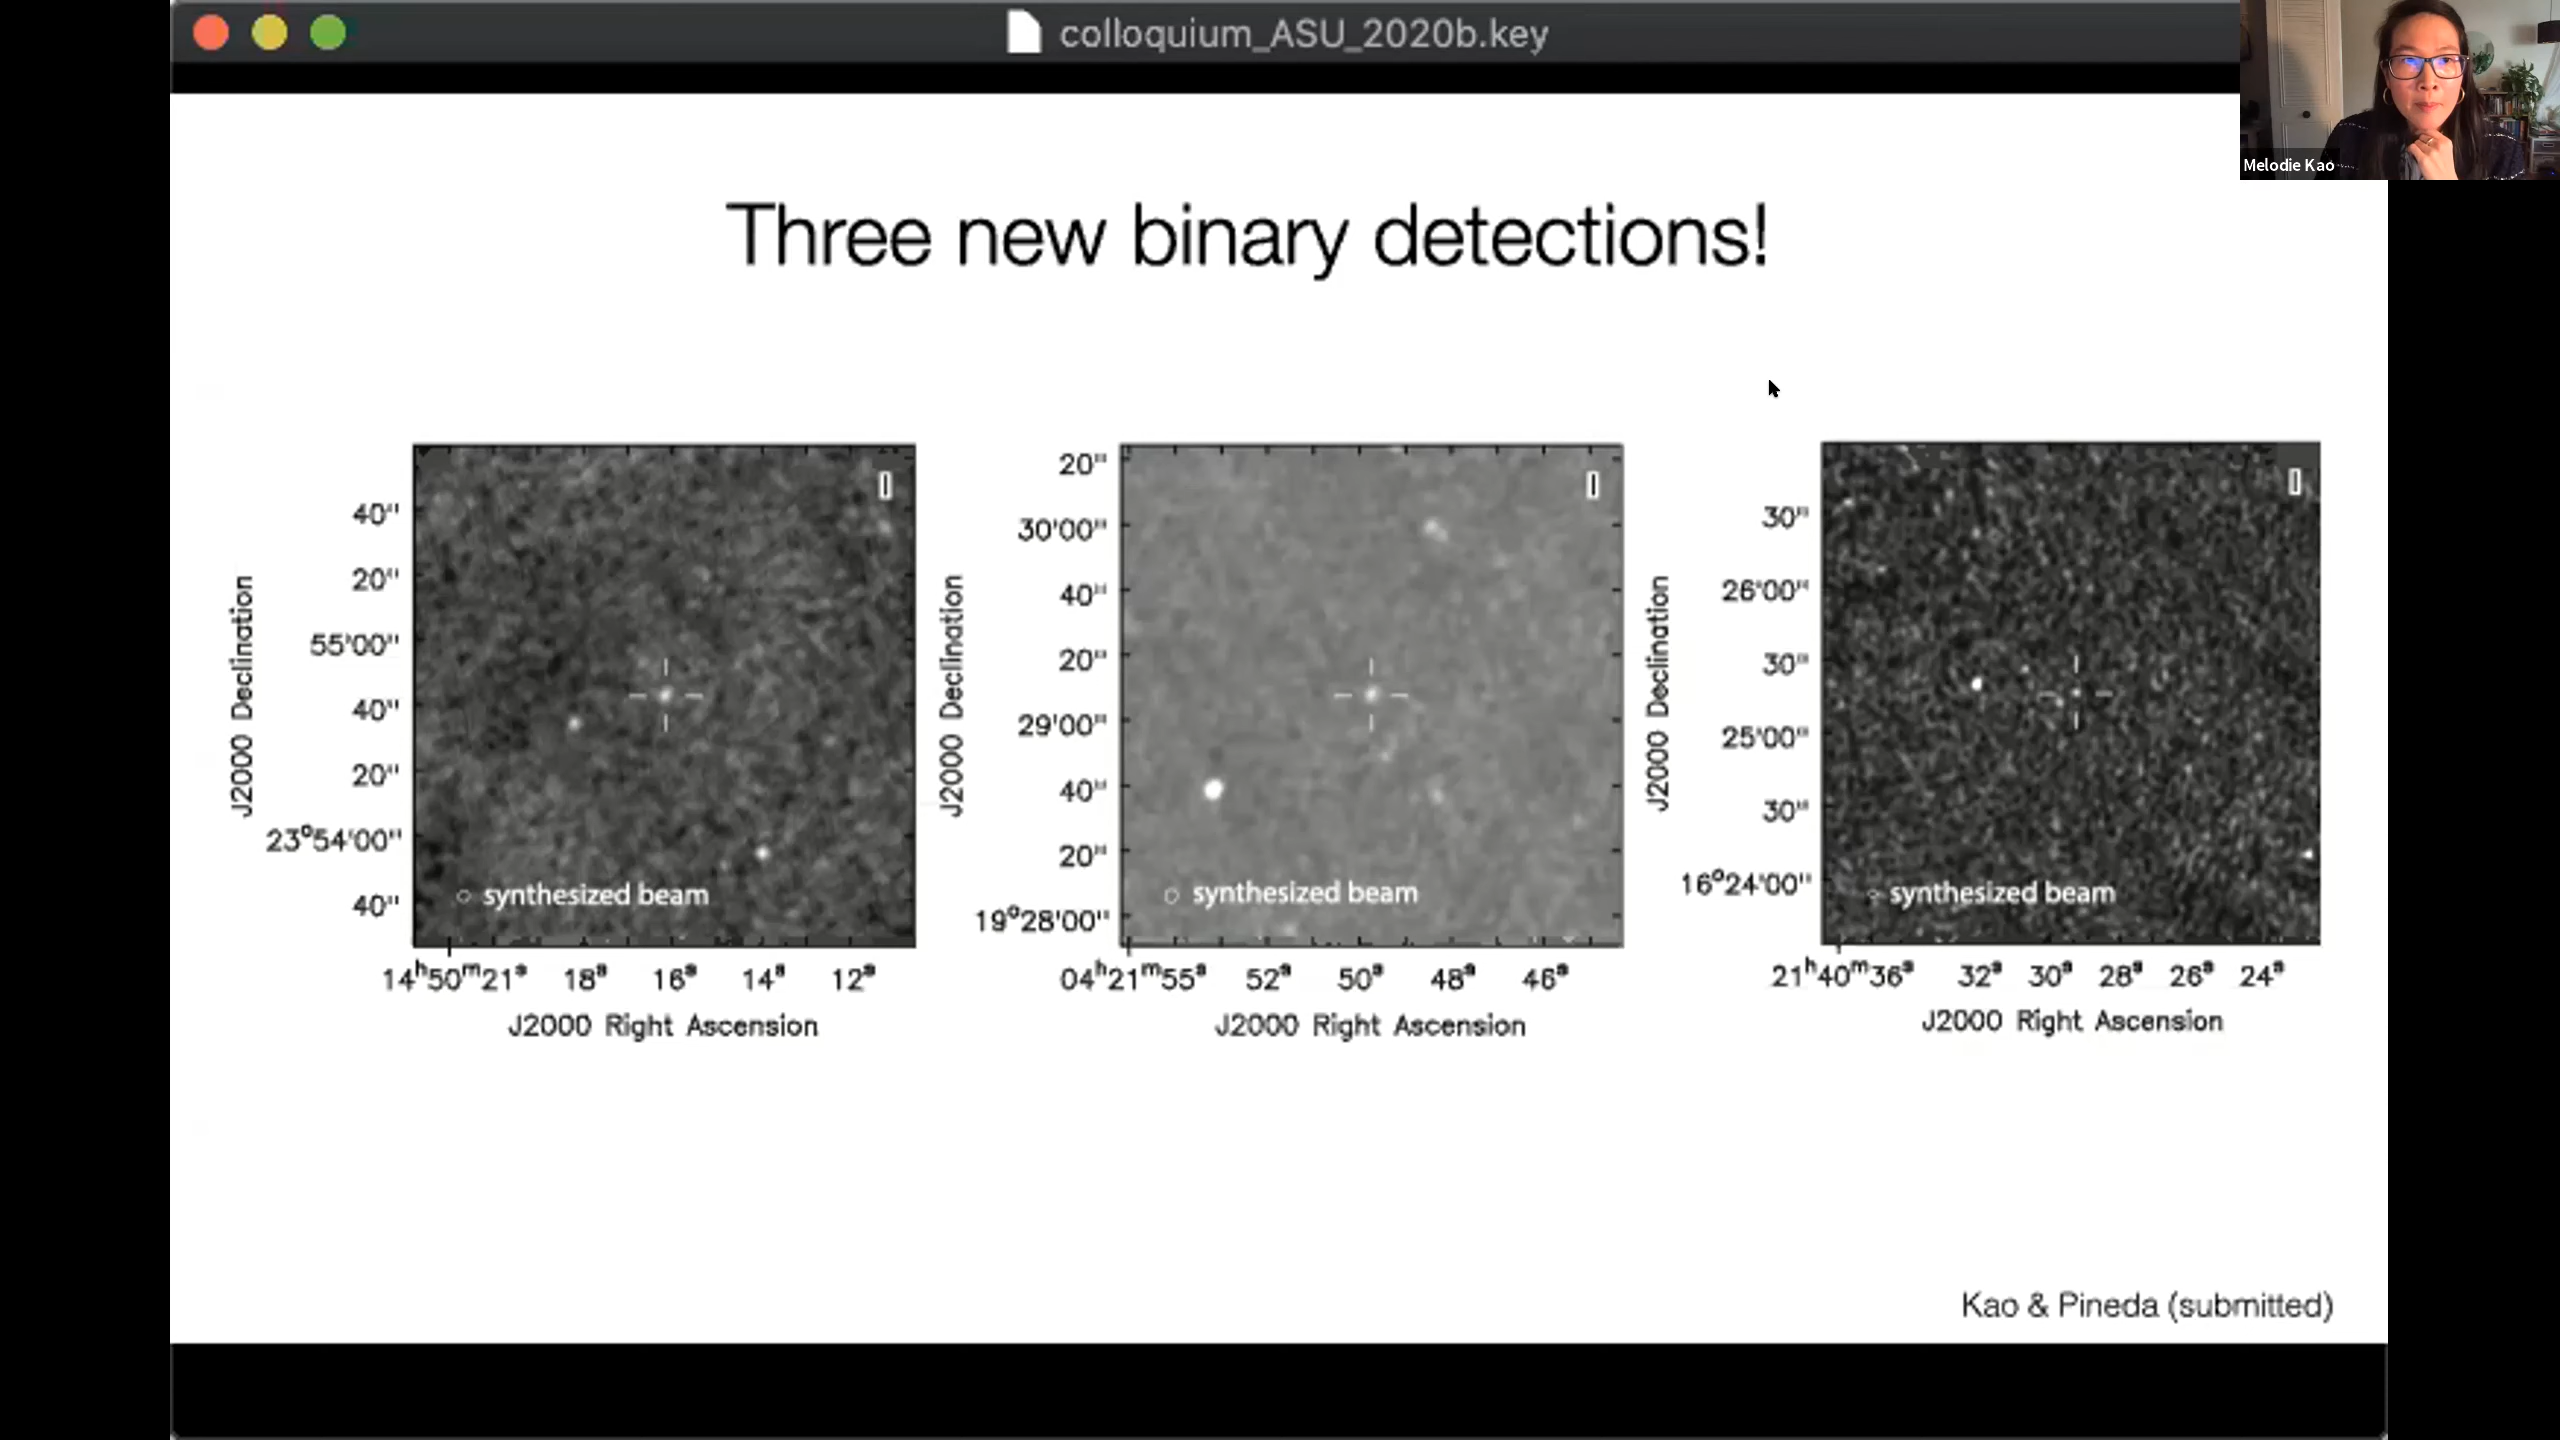 colloquium_ASU_2020b.key
Melodie Kao
Three new binary detections!
J2000 Declination
40"
20"
55'00"
40"
20"
23°54'00"
40"
I
synthesized beam
14ʰ50ᵐ21ˢ 18ˢ 16ˢ 14ˢ 12ˢ
J2000 Right Ascension
J2000 Declination
20"
30'00"
40"
20"
29'00"
40"
20"
19°28'00"
I
synthesized beam
04ʰ21ᵐ55ˢ 52ˢ 50ˢ 48ˢ 46ˢ
J2000 Right Ascension
J2000 Declination
30"
26'00"
30"
25'00"
30"
16°24'00"
I
synthesized beam
21ʰ40ᵐ36ˢ 32ˢ 30ˢ 28ˢ 26ˢ 24ˢ
J2000 Right Ascension
Kao & Pineda (submitted)